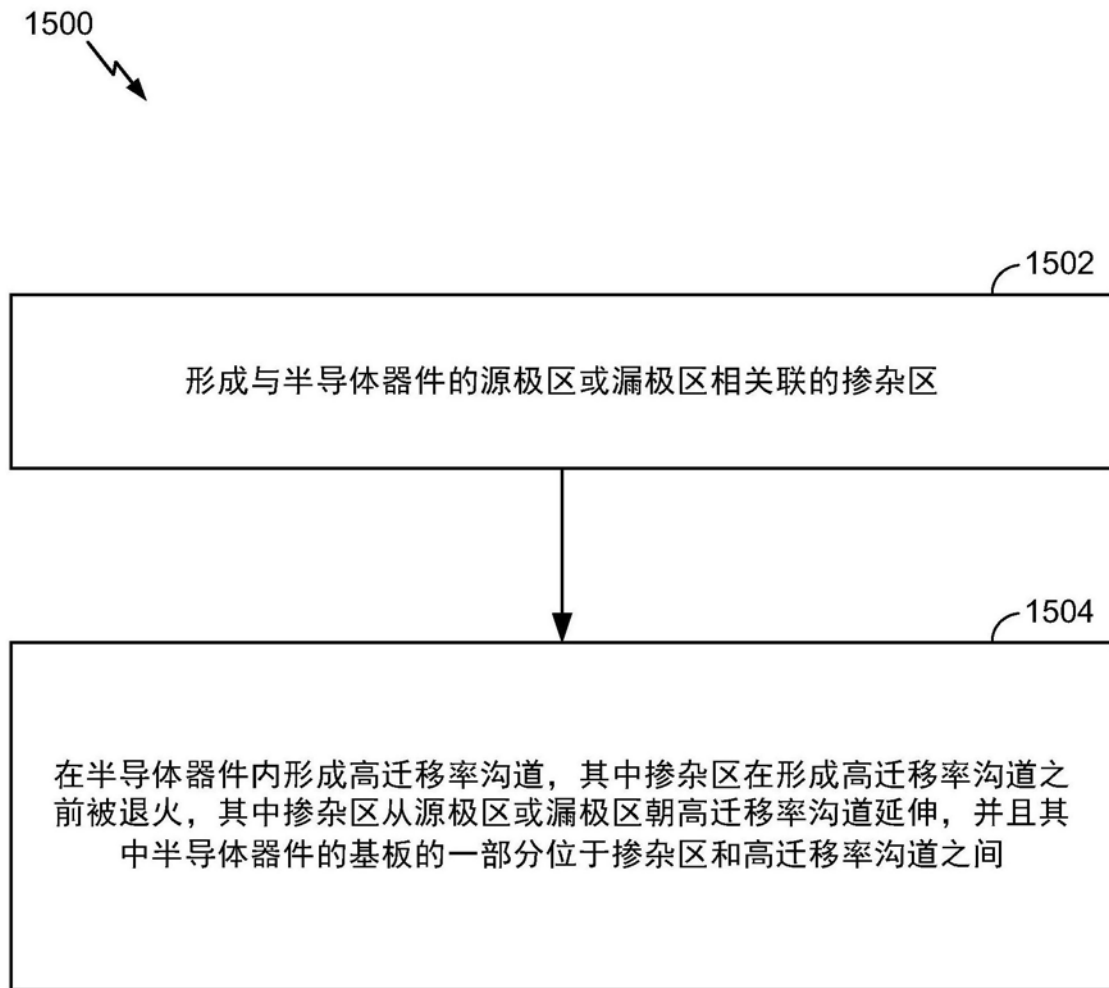 1500
1502
形成与半导体器件的源极区或漏极区相关联的掺杂区
1504
在半导体器件内形成高迁移率沟道，其中掺杂区在形成高迁移率沟道之
前被退火，其中掺杂区从源极区或漏极区朝高迁移率沟道延伸，并且其
中半导体器件的基板的一部分位于掺杂区和高迁移率沟道之间